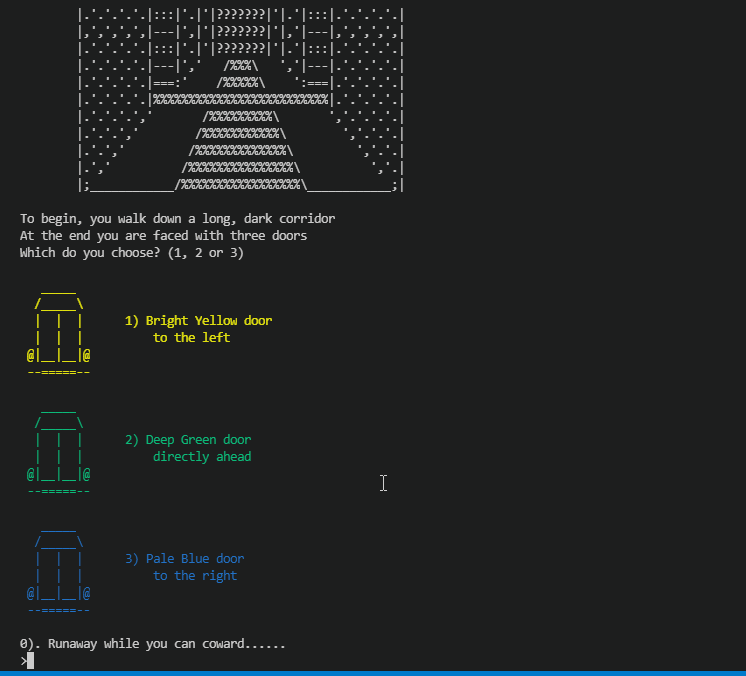 To begin, you walk down a long, dark corridor
At the end you are faced with three doors
Which do you choose? (1, 2 or 3)
1) Bright Yellow door
to the left
2) Deep Green door
directly ahead
3) Pale Blue door
to the right
0). Runaway while you can coward......
>